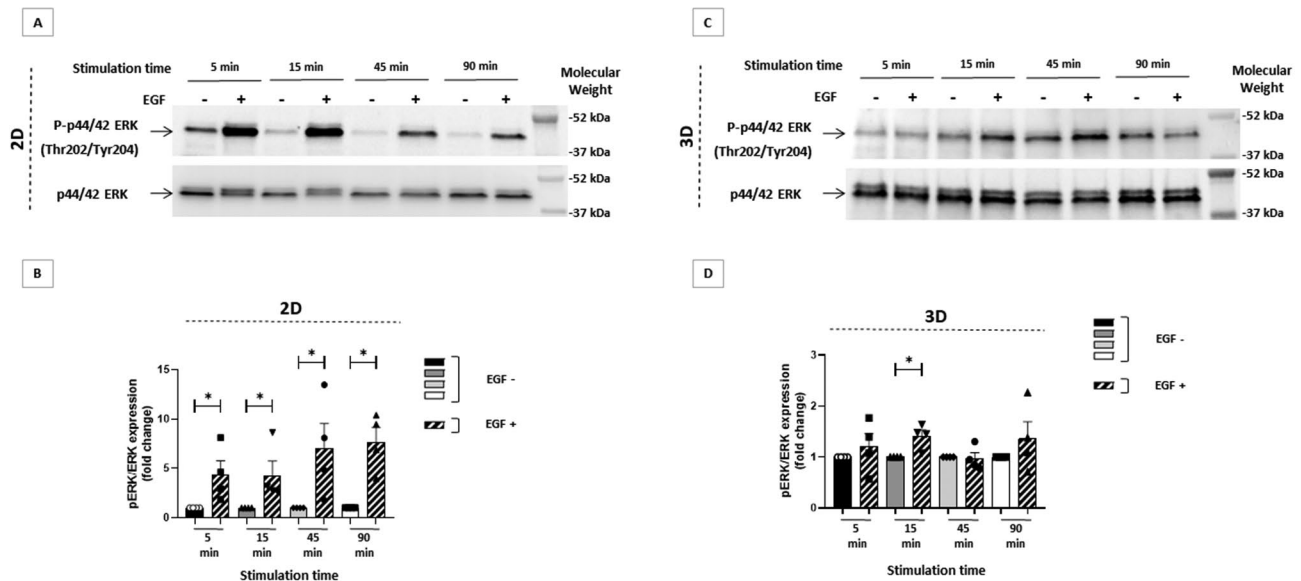 A
2D
Stimulation time 5 min 15 min 45 min 90 min Molecular Weight
EGF - + - + - + - +
P-p44/42 ERK
(Thr202/Tyr204)
-52 kDa
-37 kDa
p44/42 ERK
-52 kDa
-37 kDa
B
2D
pERK/ERK expression
(fold change)
15
10
5
0
* * * *
EGF -
EGF +
5 min 15 min 45 min 90 min
Stimulation time
C
3D
Stimulation time 5 min 15 min 45 min 90 min Molecular Weight
EGF - + - + - + - +
P-p44/42 ERK
(Thr202/Tyr204)
-52 kDa
-37 kDa
p44/42 ERK
-52 kDa
-37 kDa
D
3D
pERK/ERK expression
(fold change)
3
2
1
0
*
EGF -
EGF +
5 min 15 min 45 min 90 min
Stimulation time